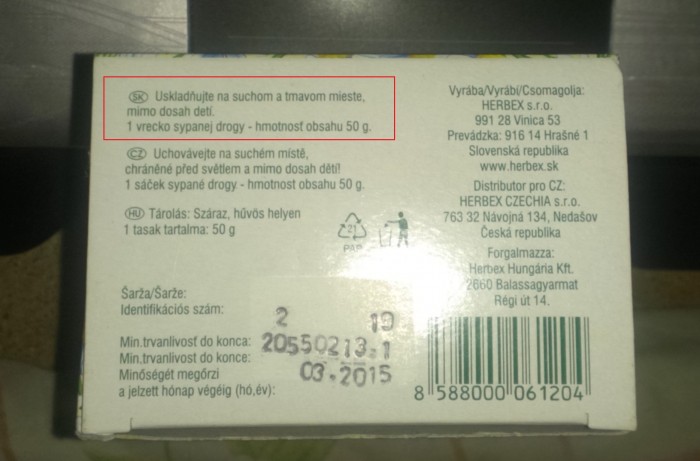 SK Uskladňujte na suchom a tmavom mieste,
mimo dosah detí.
1 vrecko sypanej drogy - hmotnosť obsahu 50 g.
CZ Uchovávejte na suchém místě,
chráněné před světlem a mimo dosah dětí!
1 sáček sypané drogy - hmotnost obsahu 50 g.
HU Tárolás: Száraz, hűvös helyen
1 tasak tartalma: 50 g
21
PAP
Šarža/Šarže:
Identifikációs szám:
2 19
20550213.1
Min.trvanlivosť do konca:
Min.trvanlivost do konce:
Minőségét megőrzi
a jelzett hónap végéig (hó,év):
03-2015
Vyrába/Vyrábí/Csomagolja:
HERBEX s.r.o.
991 28 Vinica 53
Prevádzka: 916 14 Hrašné 1
Slovenská republika
www.herbex.sk
Distributor pro CZ:
HERBEX CZECHIA s.r.o.
763 32 Návojná 134, Nedašov
Česká republika
Forgalmazza:
Herbex Hungária Kft.
2660 Balassagyarmat
Régi út 14.
8 588000 061204